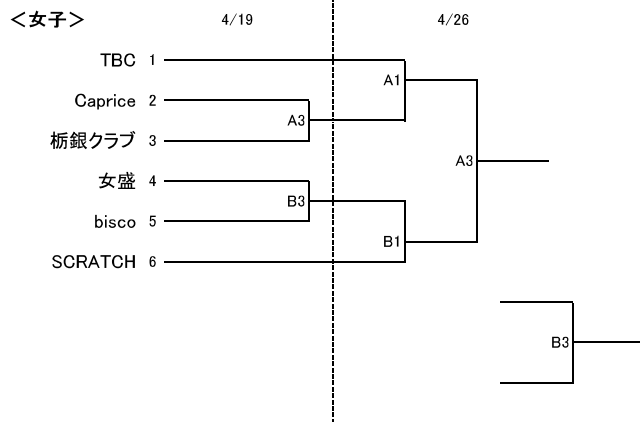 ＜女子＞ 4/19 4/26
TBC 1
A1
Caprice 2
A3
栃銀クラブ 3
A3
女盛 4
B3
bisco 5
B1
SCRATCH 6
B3